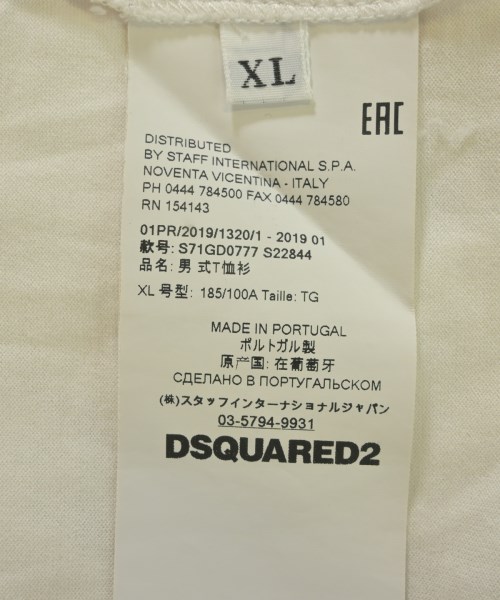 XL
EAC
DISTRIBUTED
BY STAFF INTERNATIONAL S.P.A.
NOVENTA VICENTINA - ITALY
PH 0444 784500 FAX 0444 784580
RN 154143
01PR/2019/1320/1 - 2019 01
款号: S71GD0777 S22844
品名: 男 式T恤衫
XL 号型: 185/100A Taille: TG
MADE IN PORTUGAL
ポルトガル製
原产国: 在葡萄牙
СДЕЛАНО В ПОРТУГАЛЬСКОМ
(株)スタッフインターナショナルジャパン
03-5794-9931
DSQUARED2